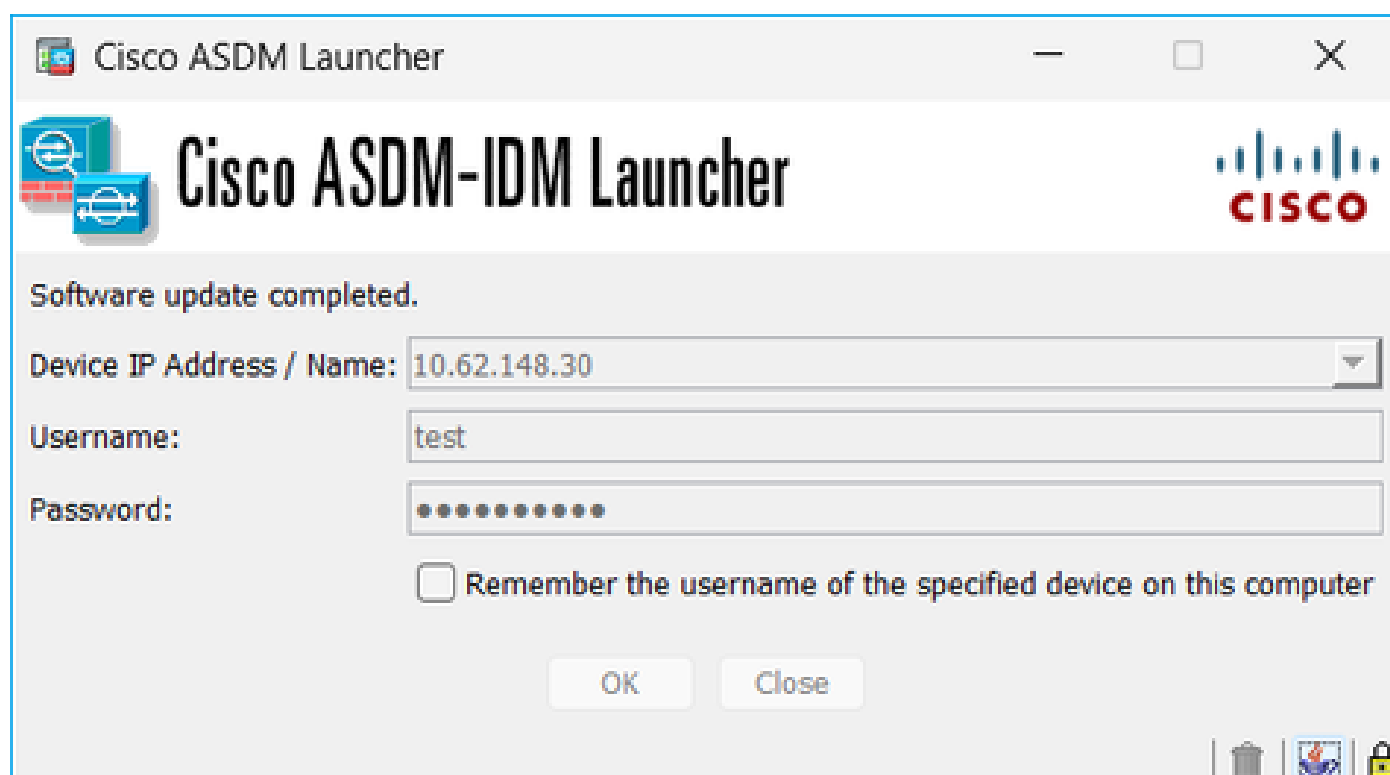 Cisco ASDM Launcher
Cisco ASDM-IDM Launcher
CISCO
Software update completed.
Device IP Address / Name: 10.62.148.30
Username: test
Password: ••••••••••
Remember the username of the specified device on this computer
OK Close